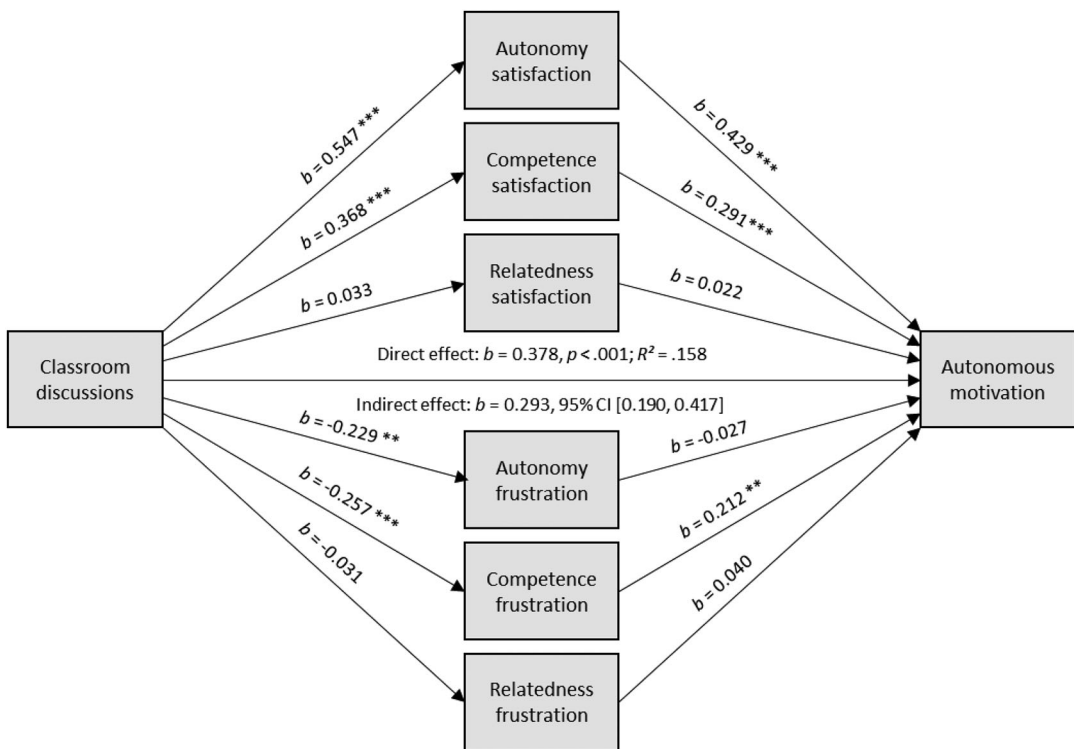 Autonomy
satisfaction
b = 0.547 ***
b = 0.429 ***
Competence
satisfaction
b = 0.368 ***
b = 0.291 ***
Relatedness
satisfaction
b = 0.033
b = 0.022
Classroom
discussions
Direct effect: b = 0.378, p < .001; R² = .158
Indirect effect: b = 0.293, 95% CI [0.190, 0.417]
Autonomous
motivation
b = -0.229 **
b = -0.027
Autonomy
frustration
b = -0.257 ***
b = 0.212 **
Competence
frustration
b = -0.031
b = 0.040
Relatedness
frustration